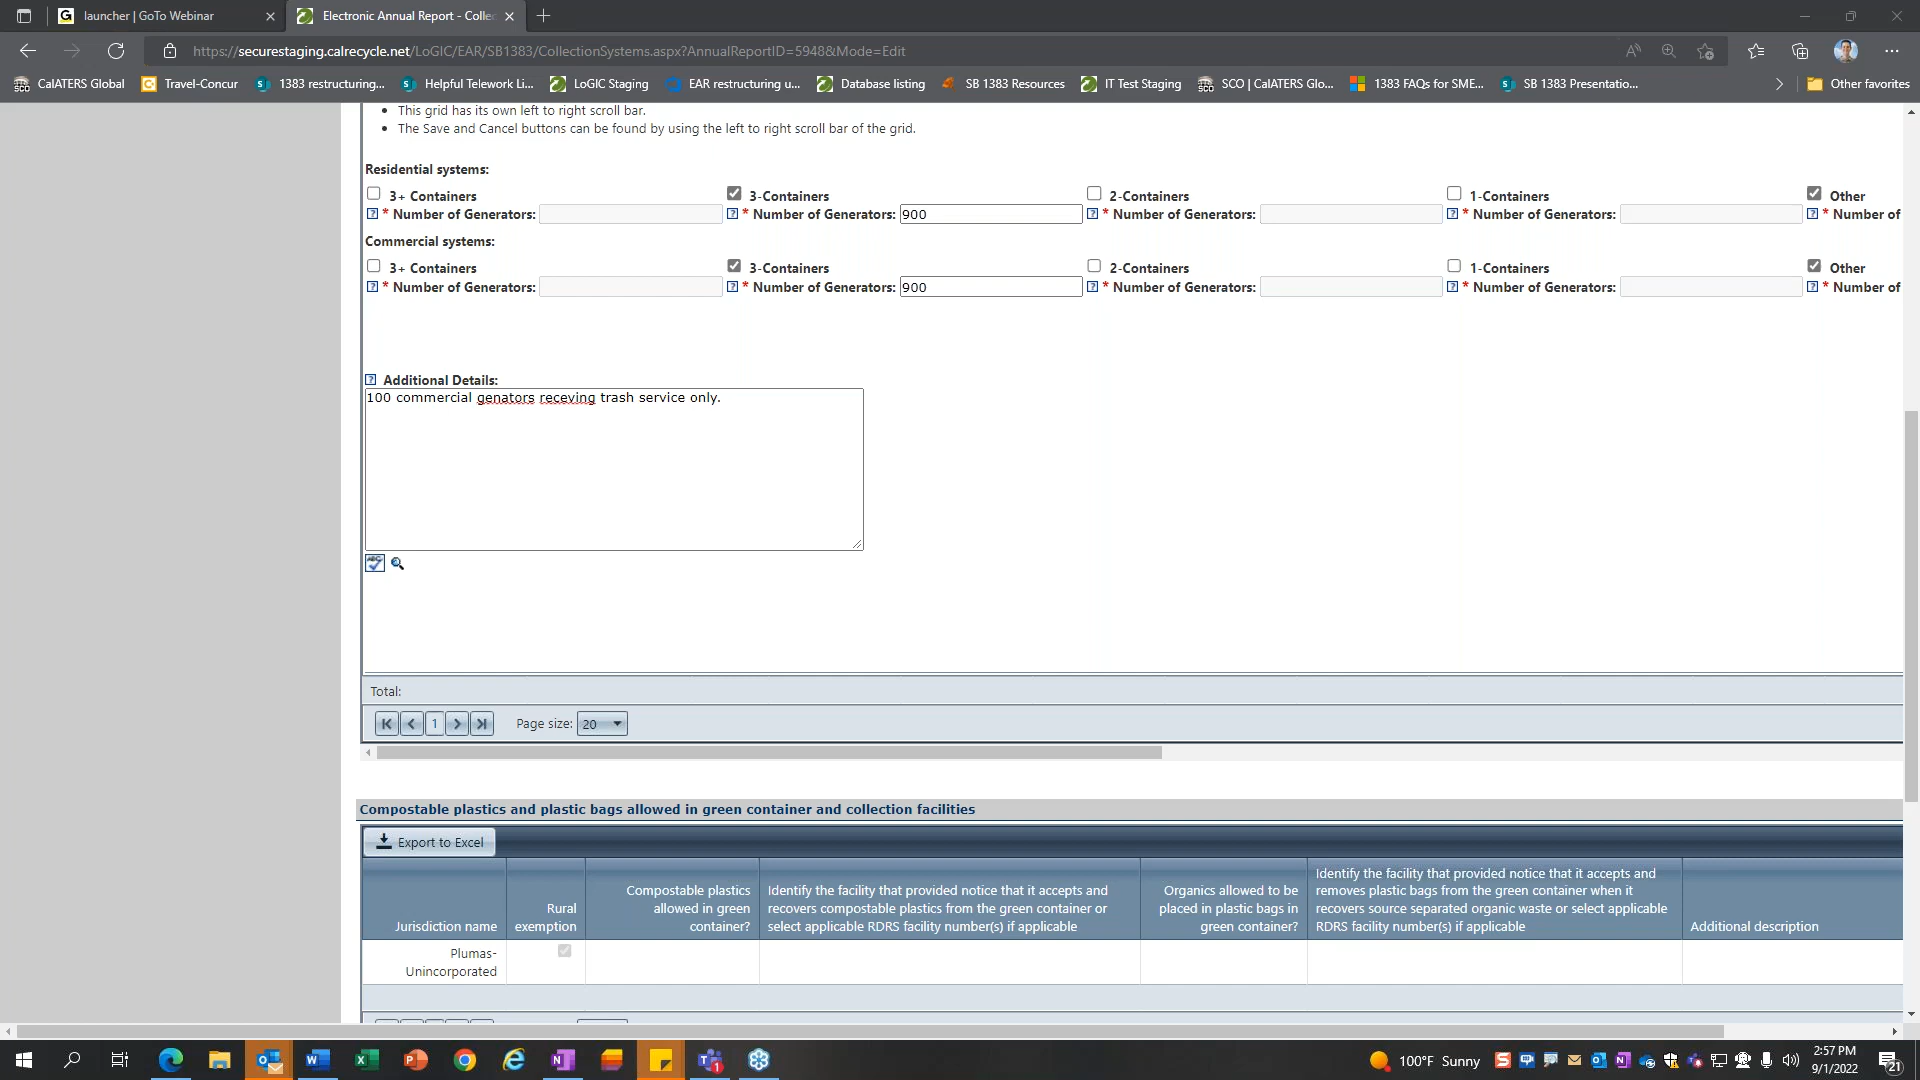 launcher | GoTo Webinar
Electronic Annual Report - Colle
https://securestaging.calrecycle.net/LoGIC/EAR/SB1383/CollectionSystems.aspx?AnnualReportID=5948&Mode=Edit
CalATERS Global
Travel-Concur
1383 restructuring...
Helpful Telework Li...
LoGIC Staging
EAR restructuring u...
Database listing
SB 1383 Resources
IT Test Staging
SCO | CalATERS Glo...
1383 FAQs for SME...
SB 1383 Presentatio...
Other favorites
• This grid has its own left to right scroll bar.
• The Save and Cancel buttons can be found by using the left to right scroll bar of the grid.
Residential systems:
3+ Containers 3-Containers 2-Containers 1-Containers Other
? * Number of Generators: ? * Number of Generators: 900 ? * Number of Generators: ? * Number of Generators: ? * Number of
Commercial systems:
3+ Containers 3-Containers 2-Containers 1-Containers Other
? * Number of Generators: ? * Number of Generators: 900 ? * Number of Generators: ? * Number of Generators: ? * Number of
? Additional Details:
100 commercial genators receving trash service only.
ABC
Total:
1 Page size: 20
Compostable plastics and plastic bags allowed in green container and collection facilities
Export to Excel
Jurisdiction name
Rural
exemption
Compostable plastics
allowed in green
container?
Identify the facility that provided notice that it accepts and
recovers compostable plastics from the green container or
select applicable RDRS facility number(s) if applicable
Organics allowed to be
placed in plastic bags in
green container?
Identify the facility that provided notice that it accepts and
removes plastic bags from the green container when it
recovers source separated organic waste or select applicable
RDRS facility number(s) if applicable
Additional description
Plumas-
Unincorporated
100°F Sunny
2:57 PM
9/1/2022
21